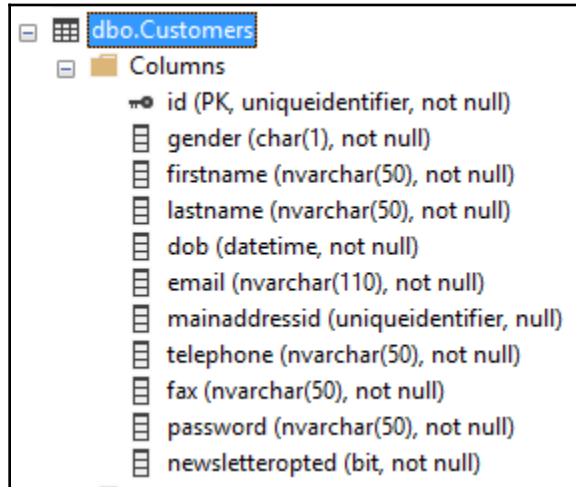 dbo.Customers
Columns
id (PK, uniqueidentifier, not null)
gender (char(1), not null)
firstname (nvarchar(50), not null)
lastname (nvarchar(50), not null)
dob (datetime, not null)
email (nvarchar(110), not null)
mainaddressid (uniqueidentifier, null)
telephone (nvarchar(50), not null)
fax (nvarchar(50), not null)
password (nvarchar(50), not null)
newsletteropted (bit, not null)